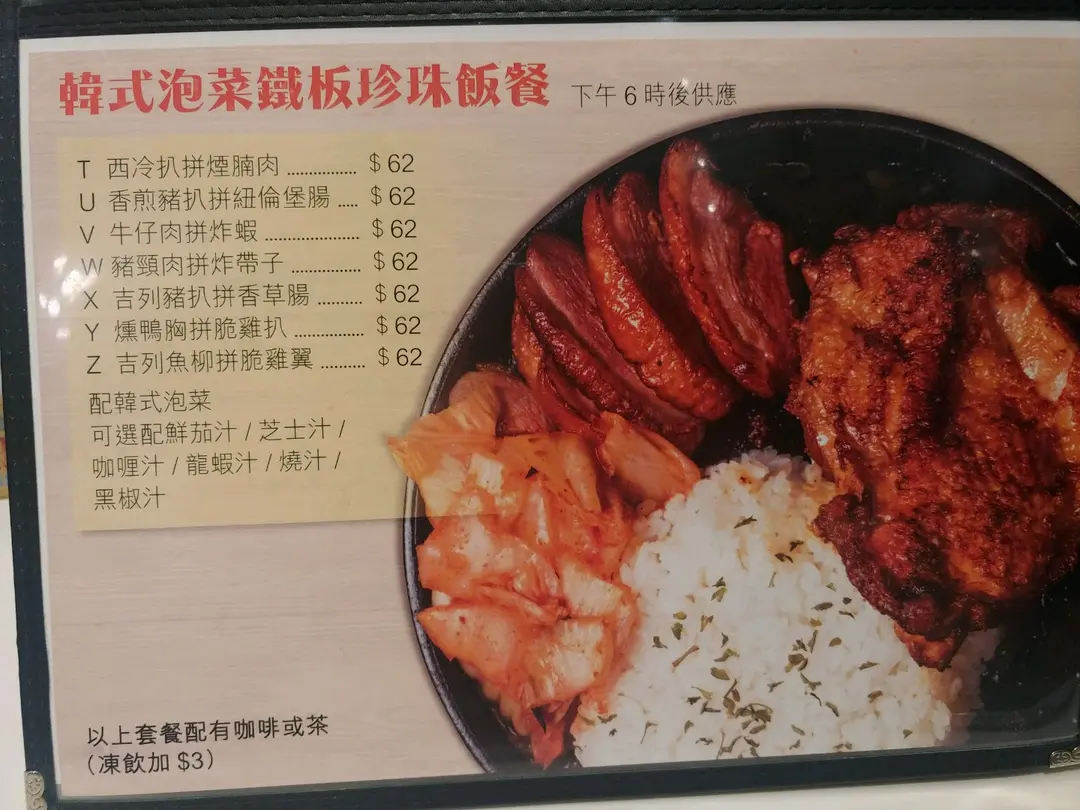 韓式泡菜鐵板珍珠飯餐 下午6時後供應
T 西冷扒拼煙腩肉 ................ $62
U 香煎豬扒拼紐倫堡腸 ..... $62
V 牛仔肉拼炸蝦 ...................... $62
W 豬頸肉拼炸帶子 ................ $62
X 吉列豬扒拼香草腸 .......... $62
Y 燻鴨胸拼脆雞扒 ................ $62
Z 吉列魚柳拼脆雞翼 .......... $62
配韓式泡菜
可選配鮮茄汁 / 芝士汁 /
咖喱汁 / 龍蝦汁 / 燒汁 /
黑椒汁
以上套餐配有咖啡或茶
（凍飲加 $3）